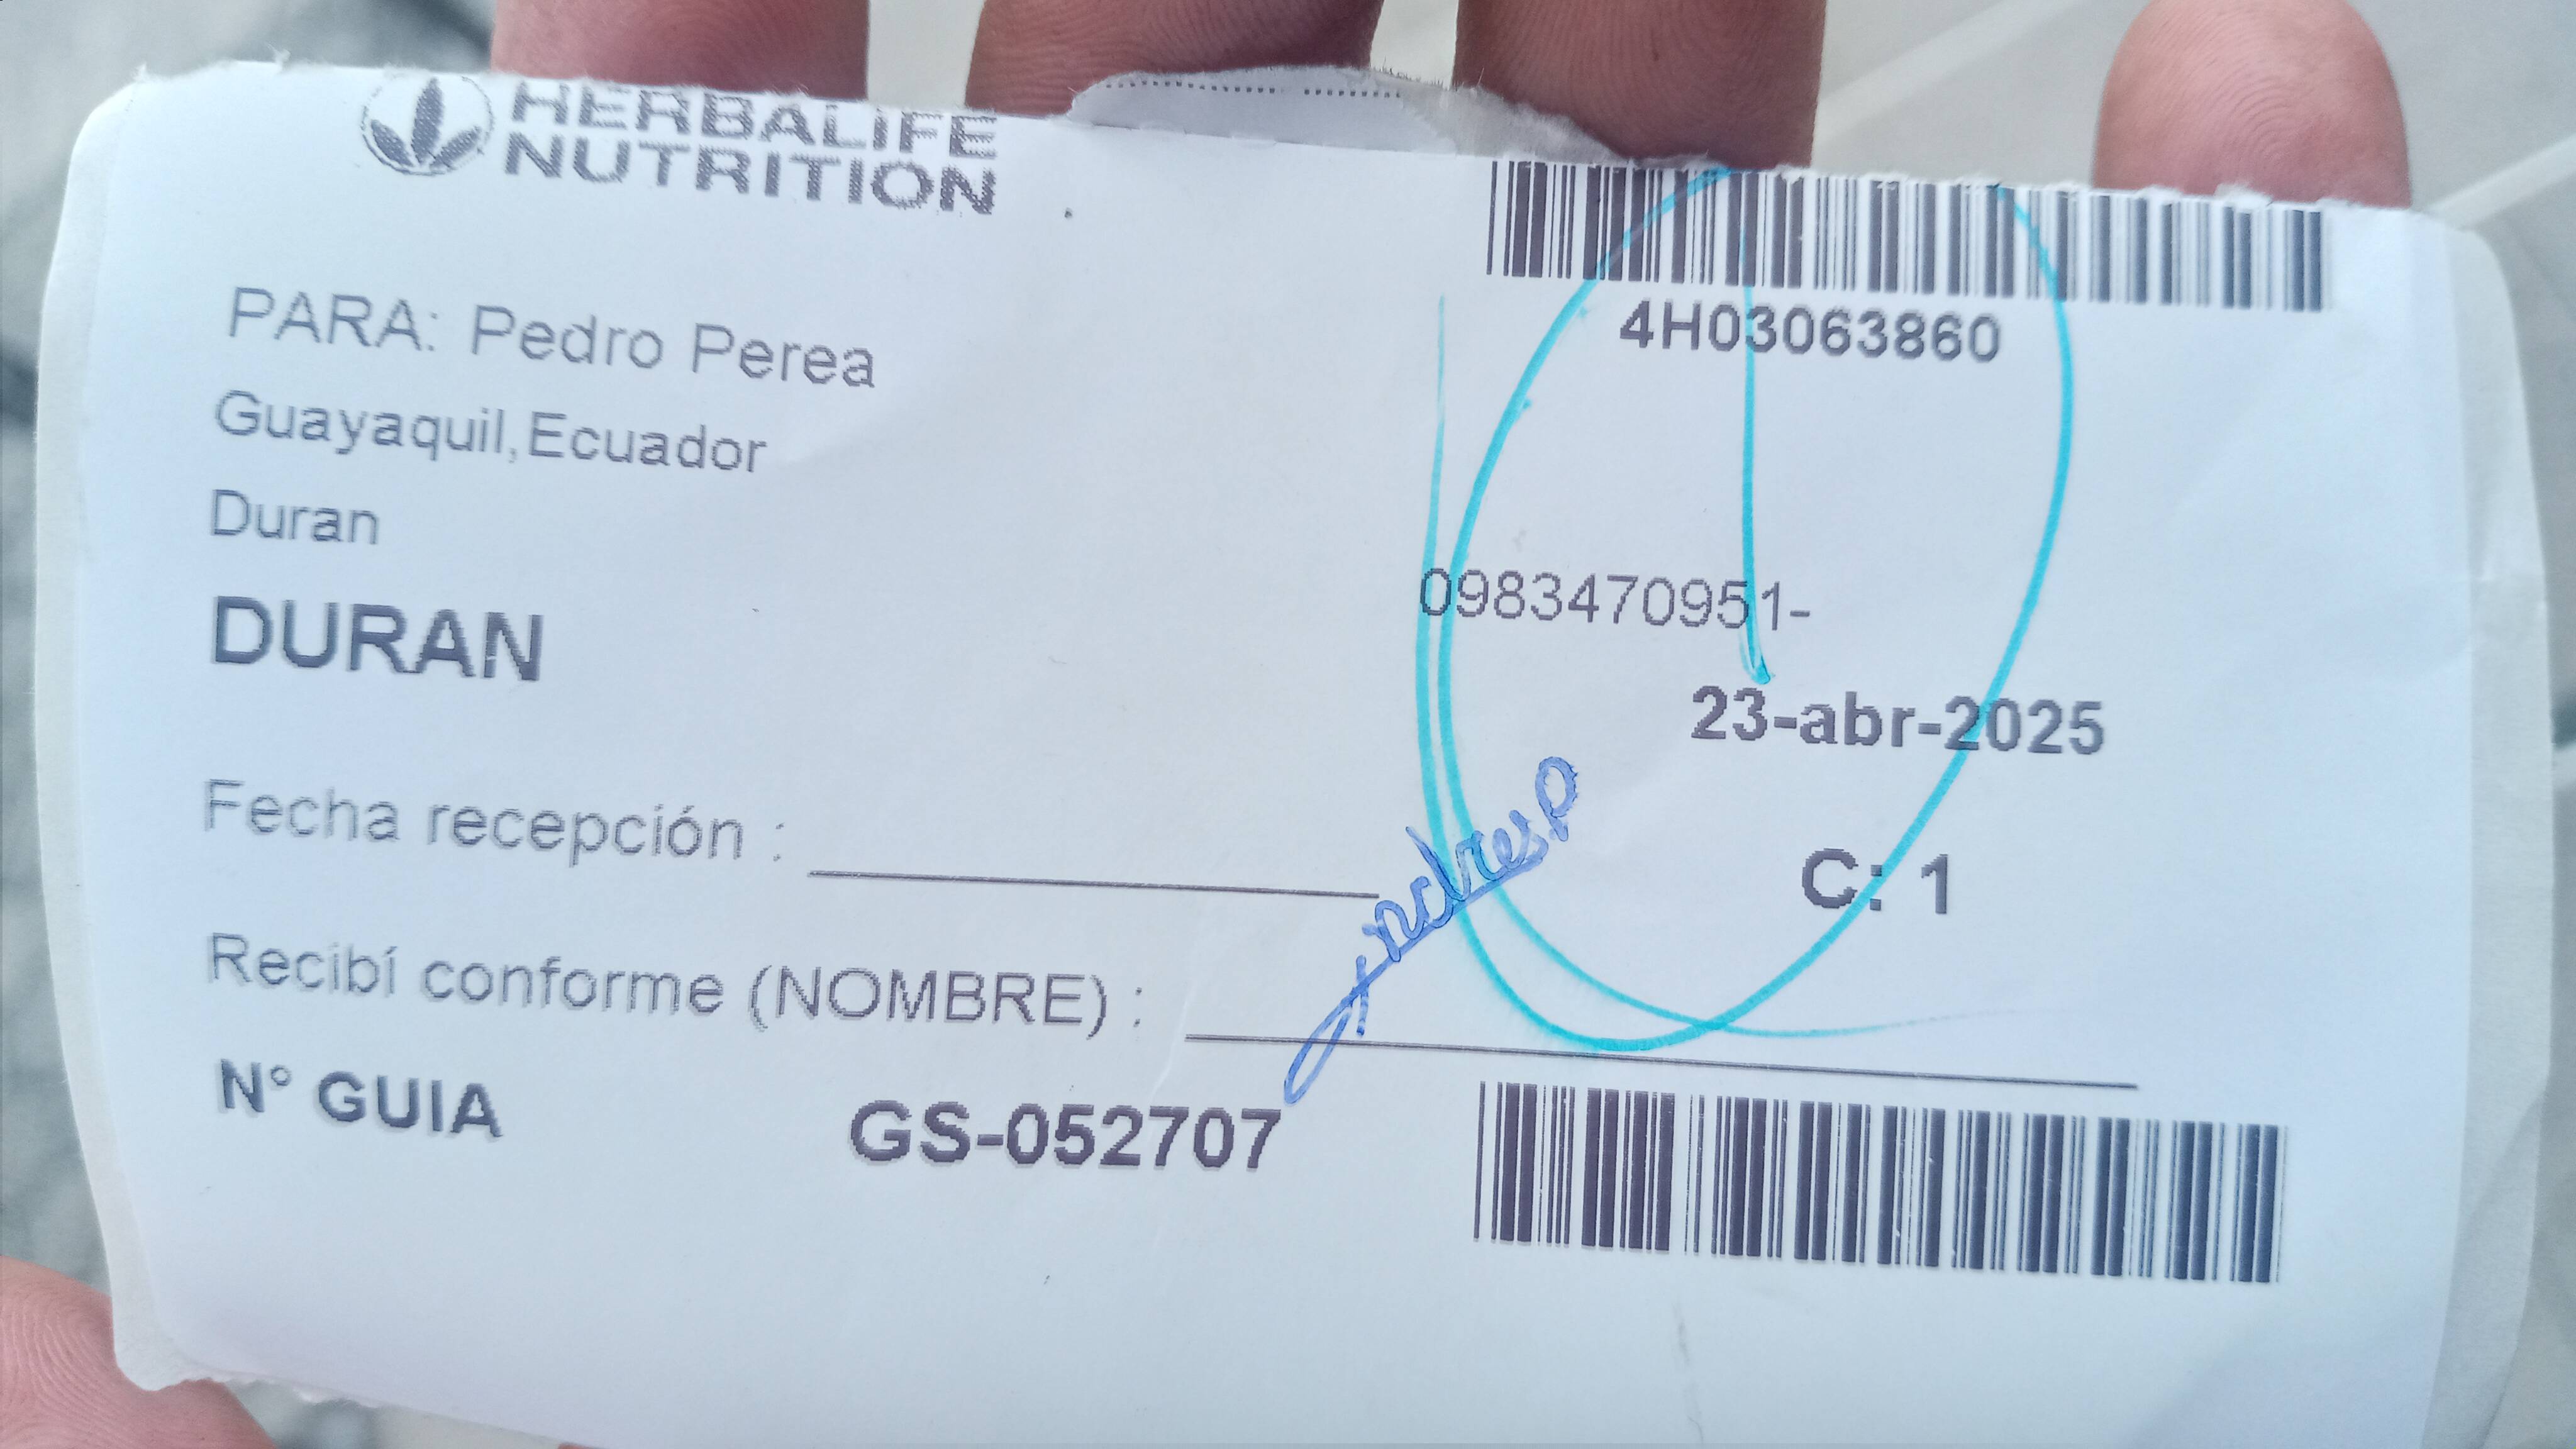 HERBALIFE
NUTRITION
4H03063860
PARA: Pedro Perea
Guayaquil,Ecuador
Duran
0983470951-
DURAN
23-abr-2025
Fecha recepción :
C: 1
Andres.P
Recibí conforme (NOMBRE) :
N° GUIA GS-052707